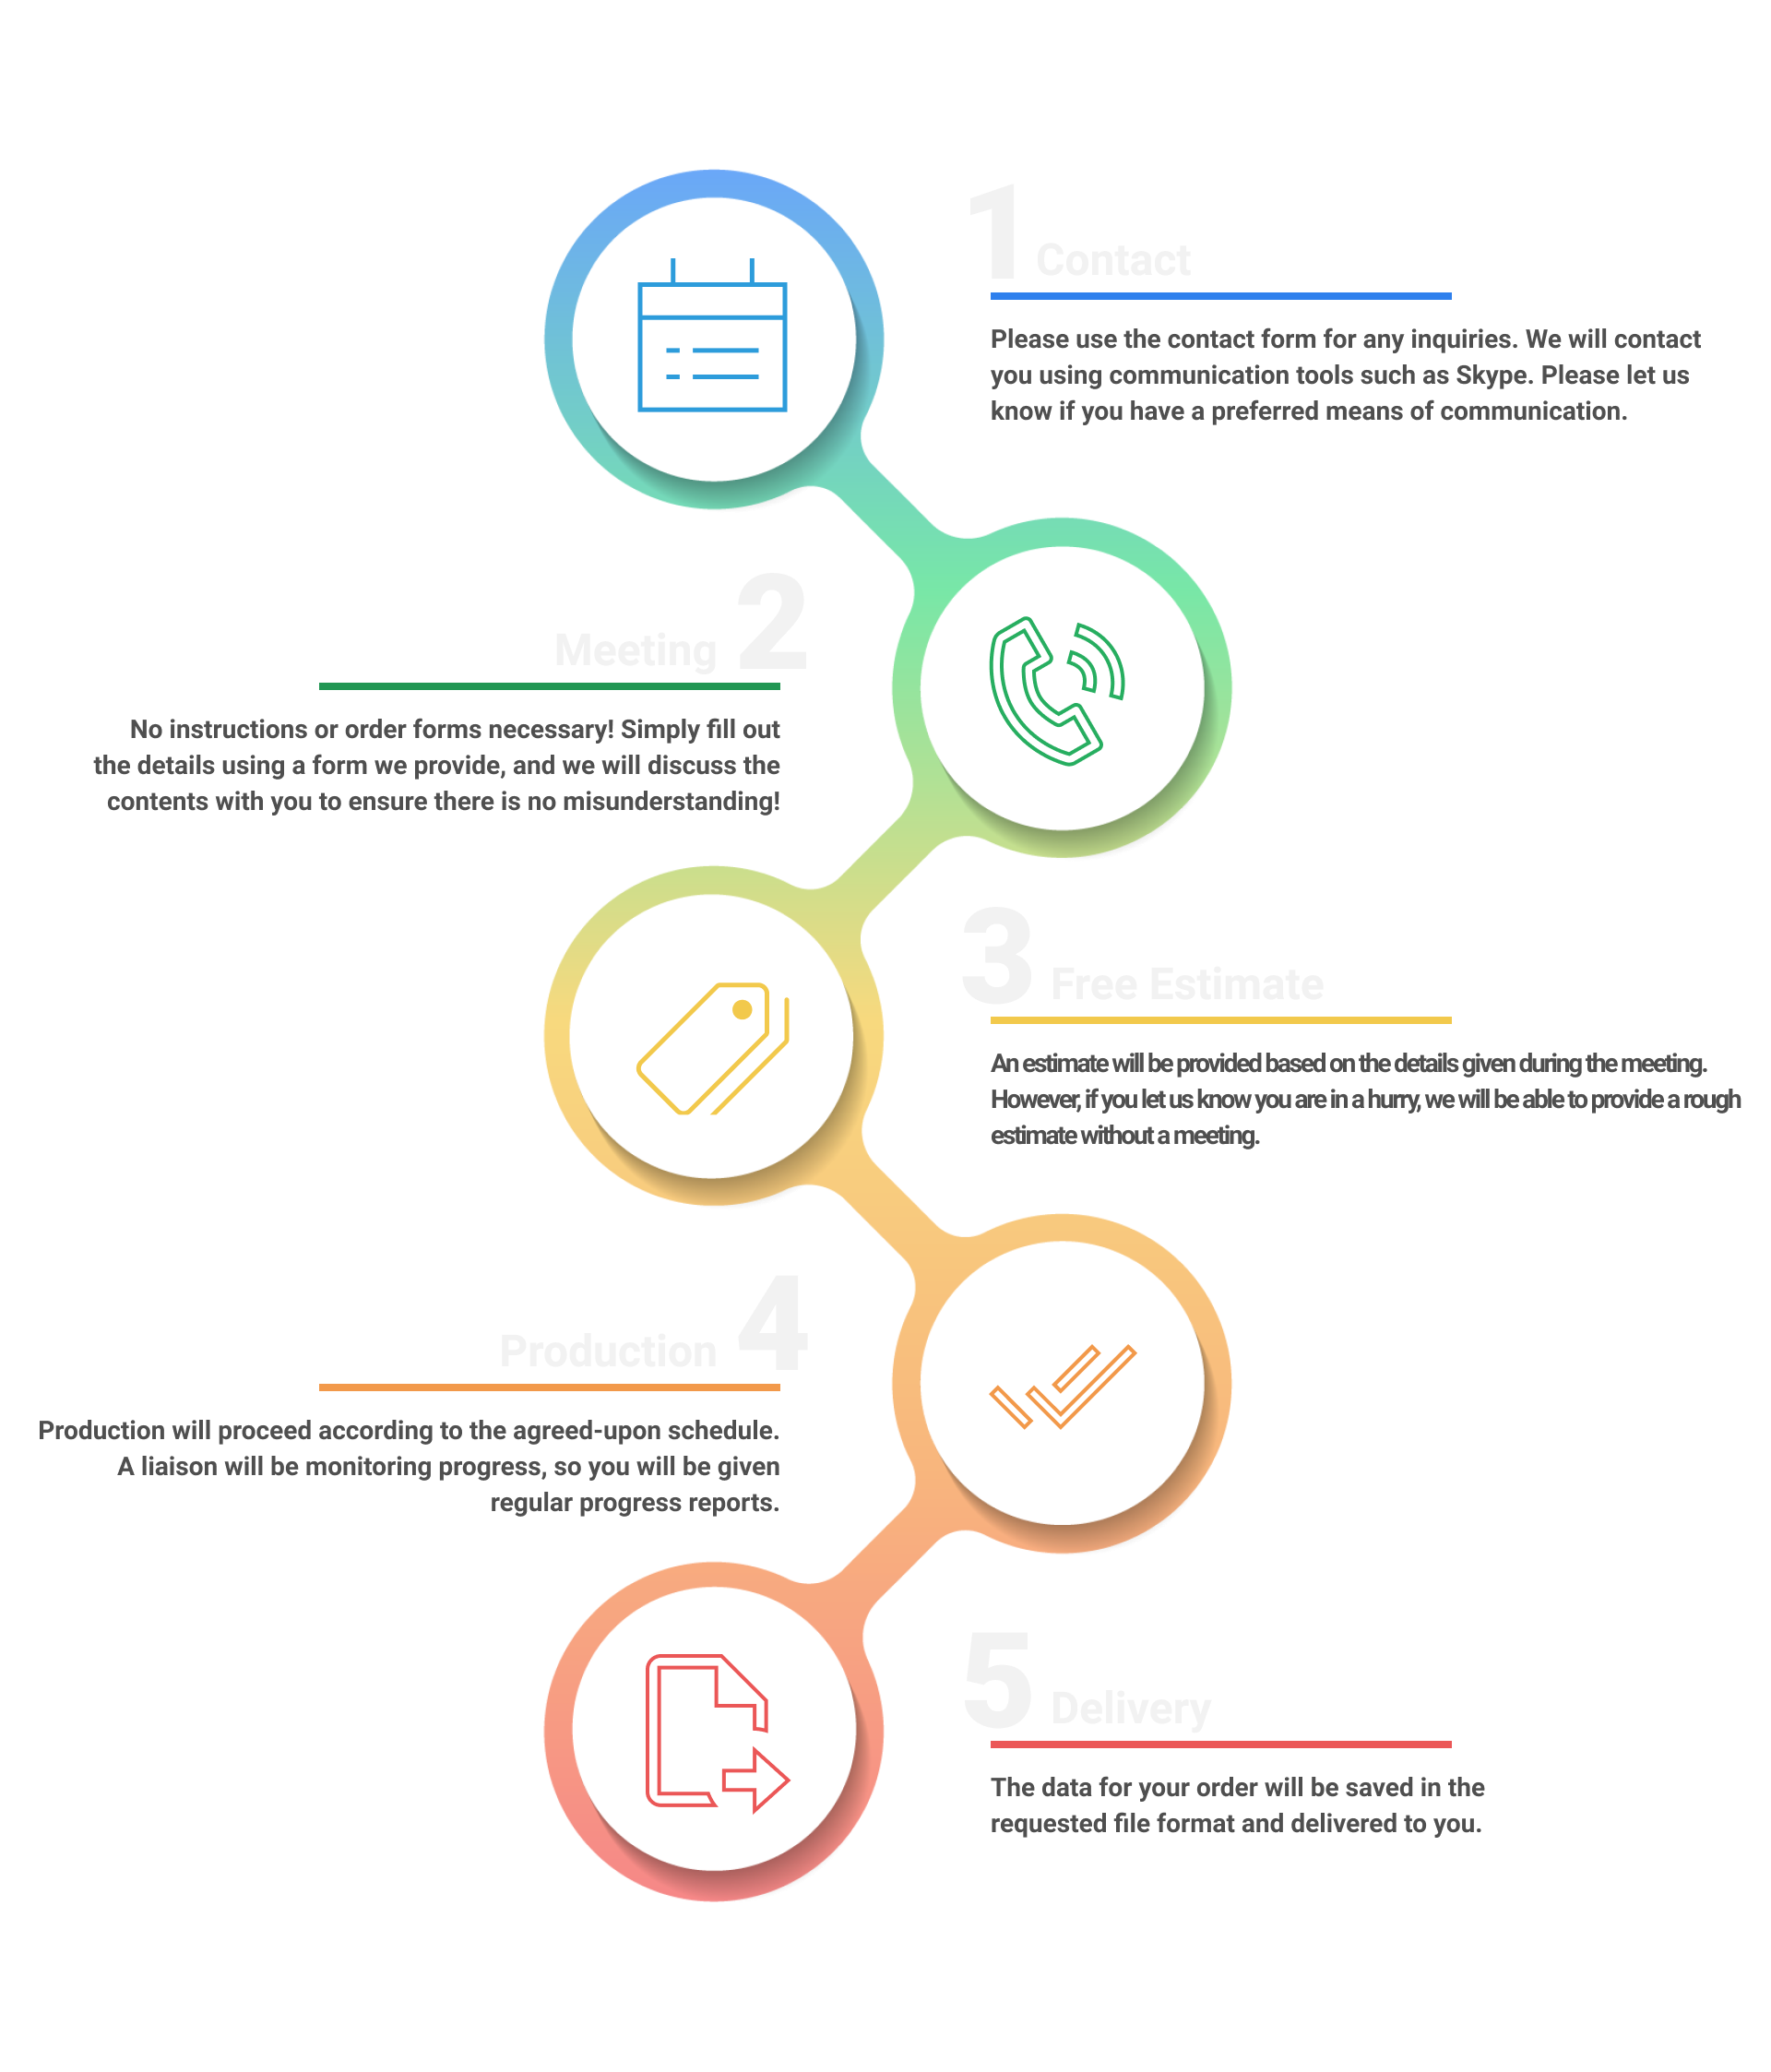 1 Contact
Please use the contact form for any inquiries. We will contact
you using communication tools such as Skype. Please let us
know if you have a preferred means of communication.
Meeting 2
No instructions or order forms necessary! Simply fill out
the details using a form we provide, and we will discuss the
contents with you to ensure there is no misunderstanding!
3 Free Estimate
An estimate will be provided based on the details given during the meeting.
However, if you let us know you are in a hurry, we will be able to provide a rough
estimate without a meeting.
Production 4
Production will proceed according to the agreed-upon schedule.
A liaison will be monitoring progress, so you will be given
regular progress reports.
5 Delivery
The data for your order will be saved in the
requested file format and delivered to you.